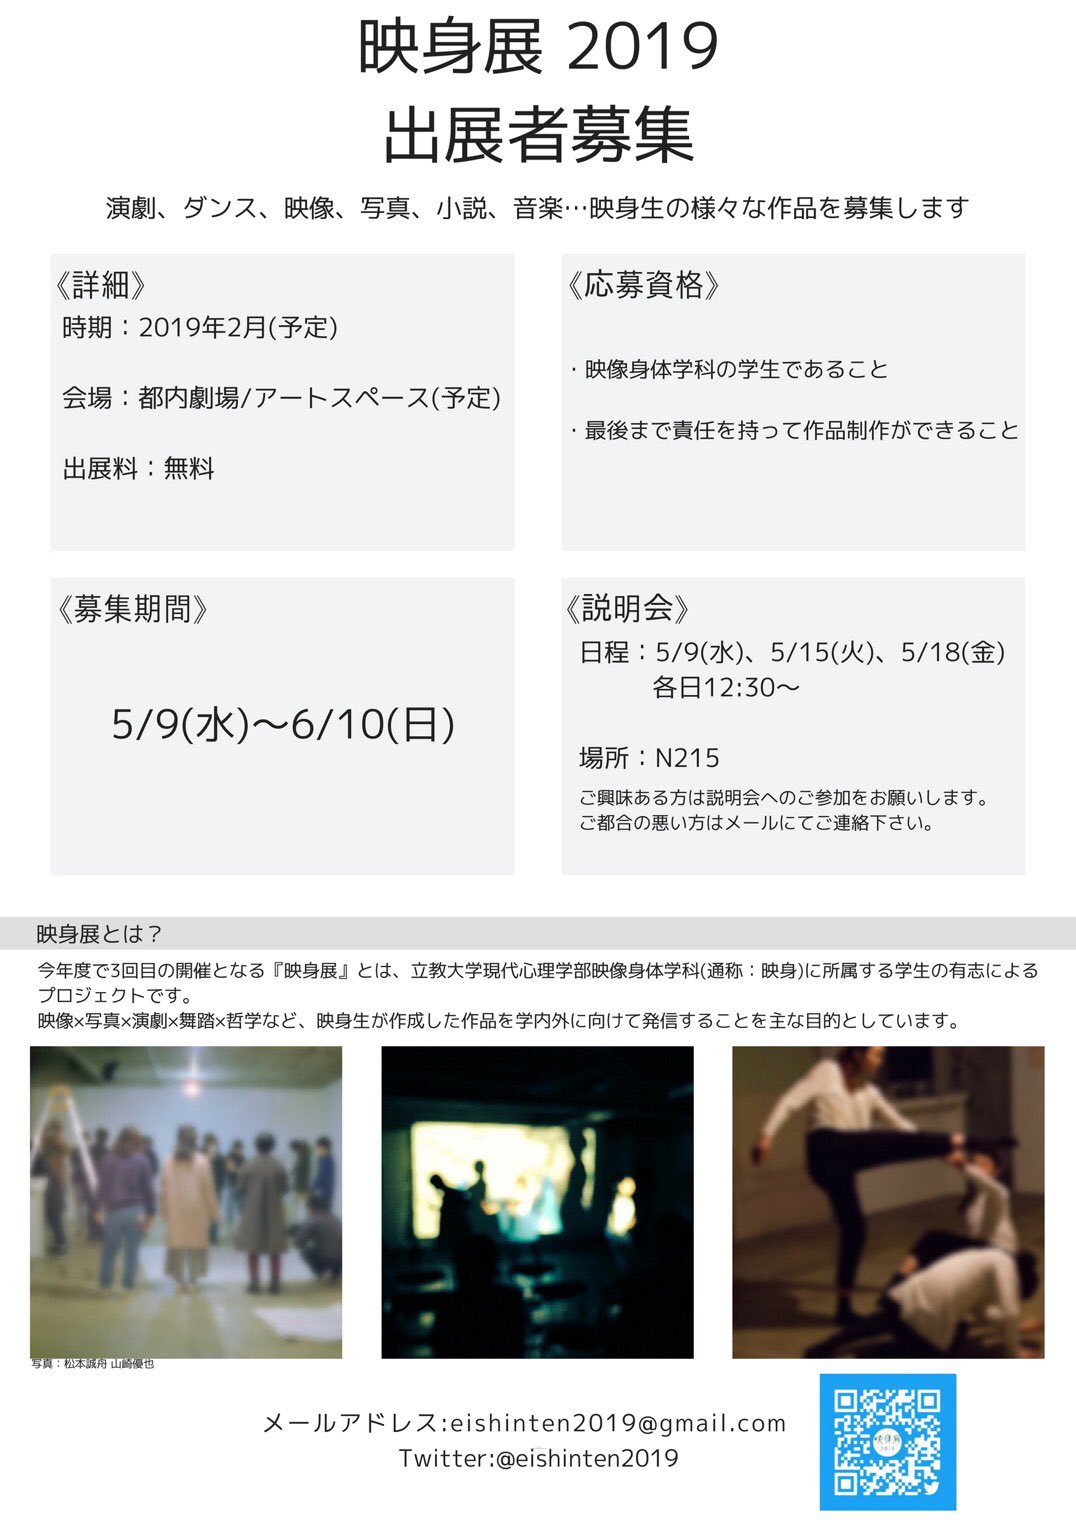 映身展 2019
出展者募集
演劇、ダンス、映像、写真、小説、音楽…映身生の様々な作品を募集します
《詳細》
時期：2019年2月(予定)
会場：都内劇場/アートスペース(予定)
出展料：無料
《応募資格》
・映像身体学科の学生であること
・最後まで責任を持って作品制作ができること
《募集期間》
5/9(水)〜6/10(日)
《説明会》
日程：5/9(水)、5/15(火)、5/18(金)
各日12:30〜
場所：N215
ご興味ある方は説明会へのご参加をお願いします。
ご都合の悪い方はメールにてご連絡下さい。
映身展とは？
今年度で3回目の開催となる『映身展』とは、立教大学現代心理学部映像身体学科(通称：映身)に所属する学生の有志による
プロジェクトです。
映像×写真×演劇×舞踏×哲学など、映身生が作成した作品を学内外に向けて発信することを主な目的としています。
写真：松本誠舟 山崎優也
メールアドレス:eishinten2019@gmail.com
Twitter:@eishinten2019
映身展
2019